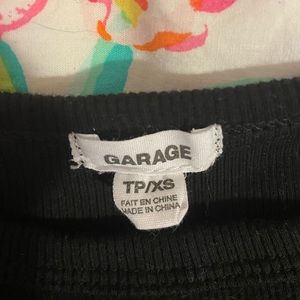 GARAGE
TP/XS
FAIT EN CHINE
MADE IN CHINA